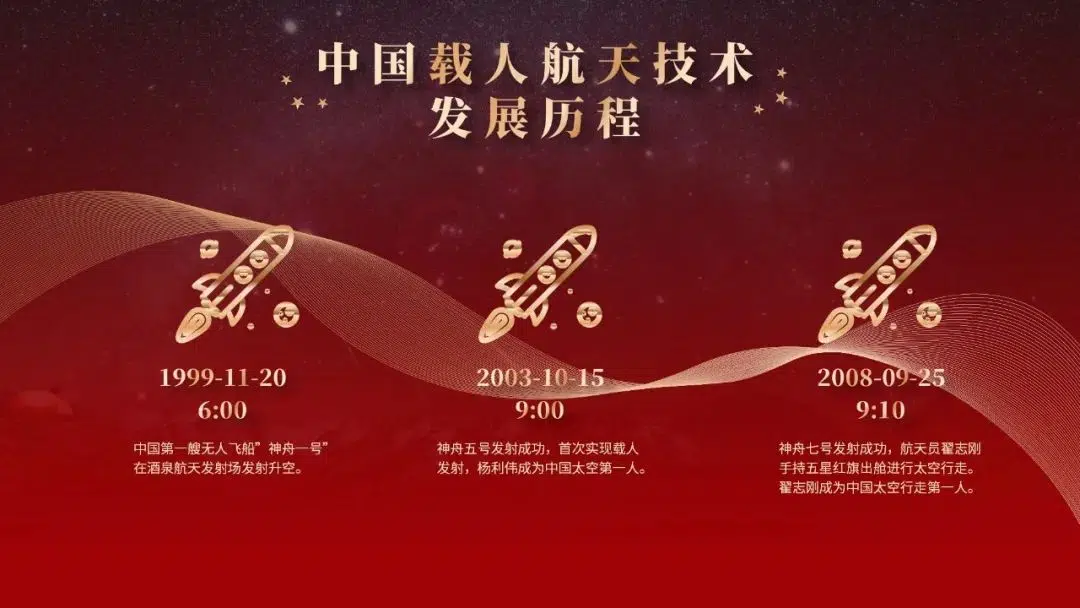 中国载人航天技术
发展历程
1999-11-20
6:00
中国第一艘无人飞船”神舟一号”
在酒泉航天发射场发射升空。
2003-10-15
9:00
神舟五号发射成功，首次实现载人
发射，杨利伟成为中国太空第一人。
2008-09-25
9:10
神舟七号发射成功，航天员翟志刚
手持五星红旗出舱进行太空行走。
翟志刚成为中国太空行走第一人。